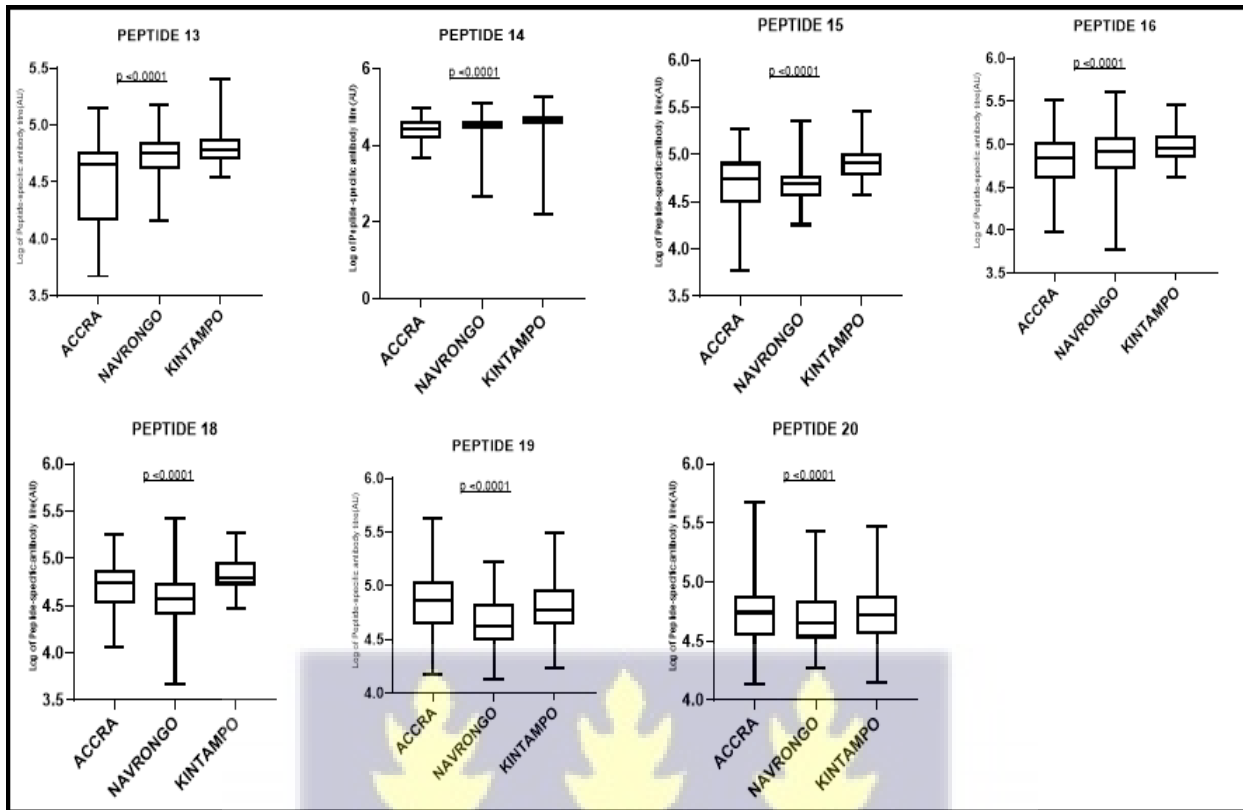 PEPTIDE 13
p <0.0001
Log of Peptide-specific antibody titre(AU)
5.5
5.0
4.5
4.0
3.5
ACCRA
NAVRONGO
KINTAMPO
PEPTIDE 14
p <0.0001
Log of Peptide-specific antibody titre(AU)
6
4
2
0
ACCRA
NAVRONGO
KINTAMPO
PEPTIDE 15
p <0.0001
Log of Peptide-specific antibody titre(AU)
6.0
5.5
5.0
4.5
4.0
3.5
ACCRA
NAVRONGO
KINTAMPO
PEPTIDE 16
p <0.0001
Log of Peptide-specific antibody titre(AU)
6.0
5.5
5.0
4.5
4.0
3.5
ACCRA
NAVRONGO
KINTAMPO
PEPTIDE 18
p <0.0001
Log of Peptide-specific antibody titre(AU)
6.0
5.0
4.5
4.0
3.5
ACCRA
NAVRONGO
KINTAMPO
PEPTIDE 19
p <0.0001
Log of Peptide-specific antibody titre(AU)
6.0
5.5
5.0
4.5
4.0
ACCRA
NAVRONGO
KINTAMPO
PEPTIDE 20
p <0.0001
Log of Peptide-specific antibody titre(AU)
6.0
5.5
5.0
4.5
4.0
ACCRA
NAVRONGO
KINTAMPO